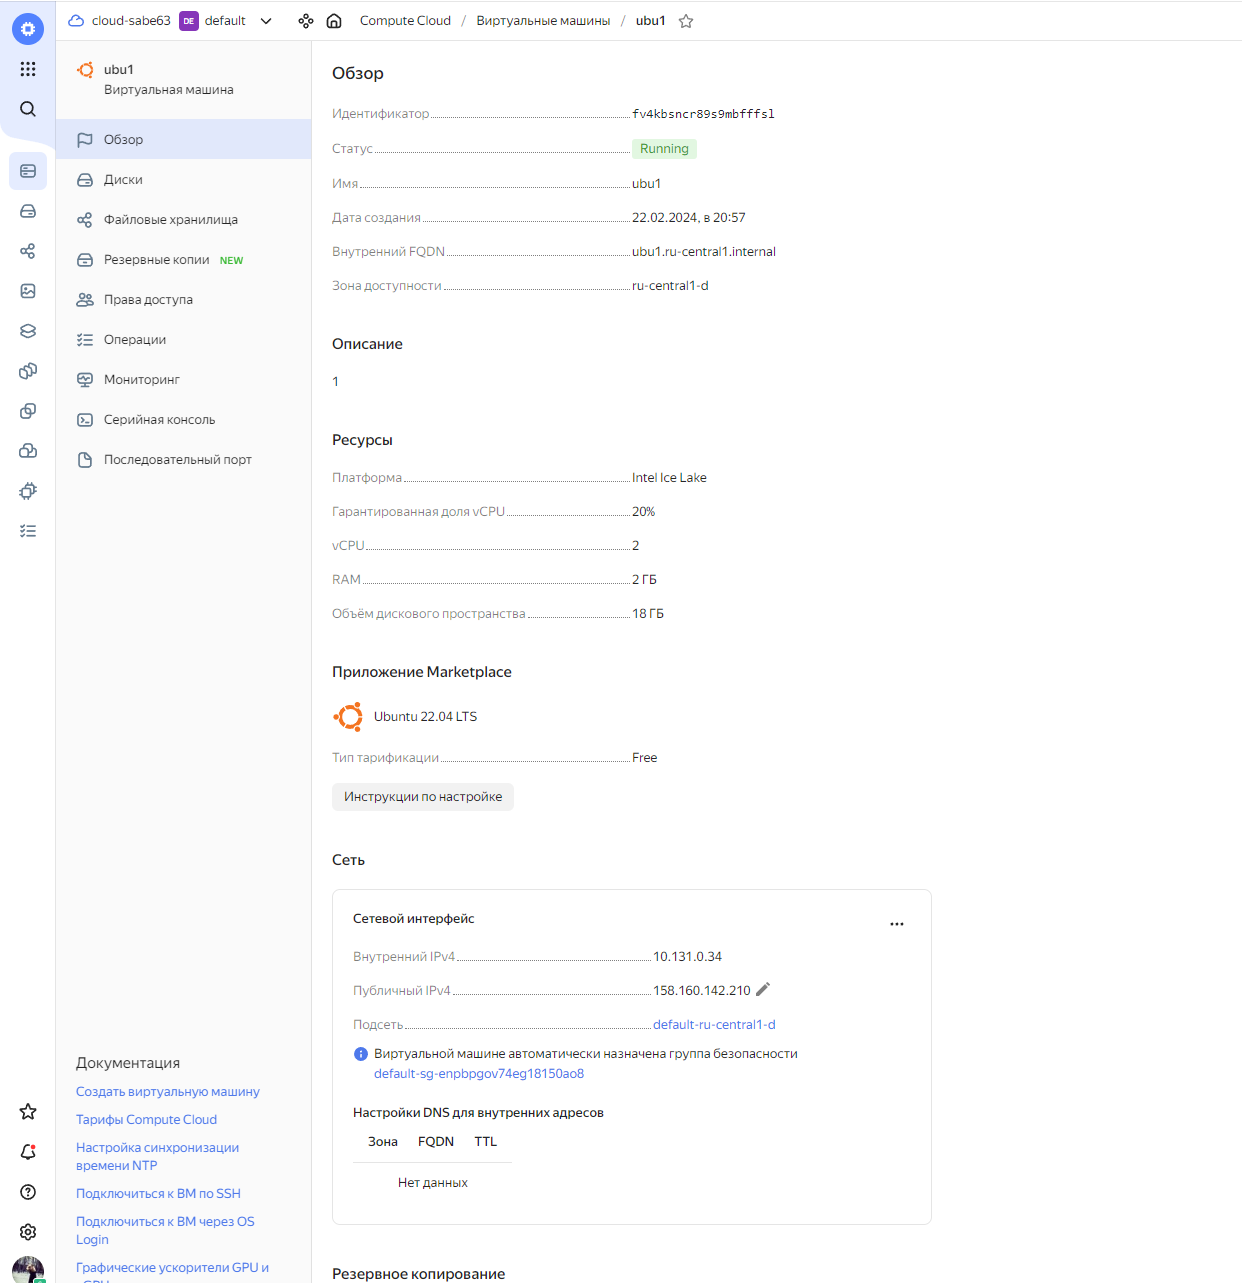 cloud-sabe63 DE default Compute Cloud / Виртуальные машины / ubu1
ubu1
Виртуальная машина
Обзор
Диски
Файловые хранилища
Резервные копии NEW
Права доступа
Операции
Мониторинг
Серийная консоль
Последовательный порт
Документация
Создать виртуальную машину
Тарифы Compute Cloud
Настройка синхронизации
времени NTP
Подключиться к ВМ по SSH
Подключиться к ВМ через OS
Login
Графические ускорители GPU и
Обзор
Идентификатор fv4kbsncr89s9mbfffsl
Статус Running
Имя ubu1
Дата создания 22.02.2024, в 20:57
Внутренний FQDN ubu1.ru-central1.internal
Зона доступности ru-central1-d
Описание
1
Ресурсы
Платформа Intel Ice Lake
Гарантированная доля vCPU 20%
vCPU 2
RAM 2 ГБ
Объём дискового пространства 18 ГБ
Приложение Marketplace
Ubuntu 22.04 LTS
Тип тарификации Free
Инструкции по настройке
Сеть
Сетевой интерфейс
Внутренний IPv4 10.131.0.34
Публичный IPv4 158.160.142.210
Подсеть default-ru-central1-d
Виртуальной машине автоматически назначена группа безопасности
default-sg-enpbpgov74eg18150ao8
Настройки DNS для внутренних адресов
Зона FQDN TTL
Нет данных
Резервное копирование